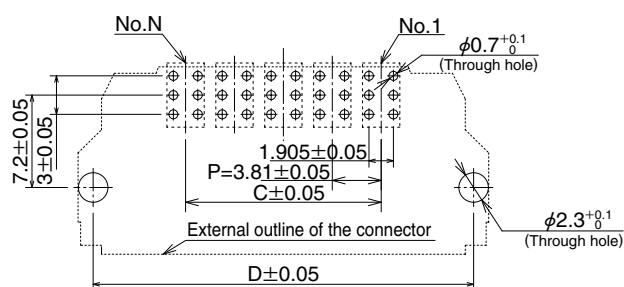 No.N
No.1
φ0.7+0.1 0
(Through hole)
7.2±0.05
3±0.05
1.905±0.05
P=3.81±0.05
C±0.05
External outline of the connector
φ2.3+0.1 0
(Through hole)
D±0.05